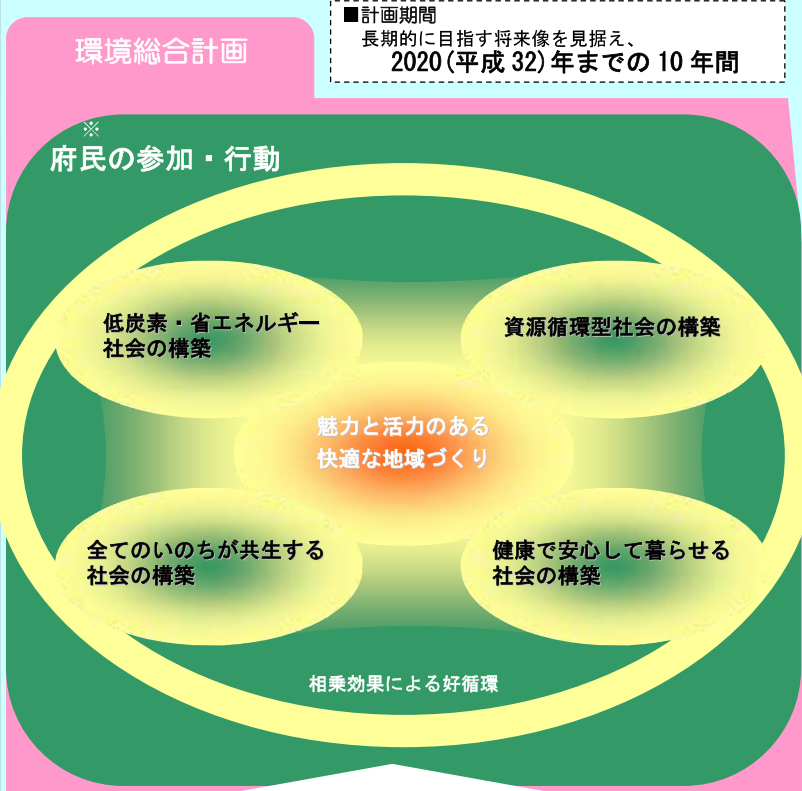 環境総合計画
■計画期間
長期的に目指す将来像を見据え、
2020(平成 32)年までの 10 年間
※
府民の参加・行動
低炭素・省エネルギー
社会の構築
資源循環型社会の構築
魅力と活力のある
快適な地域づくり
全てのいのちが共生する
社会の構築
健康で安心して暮らせる
社会の構築
相乗効果による好循環